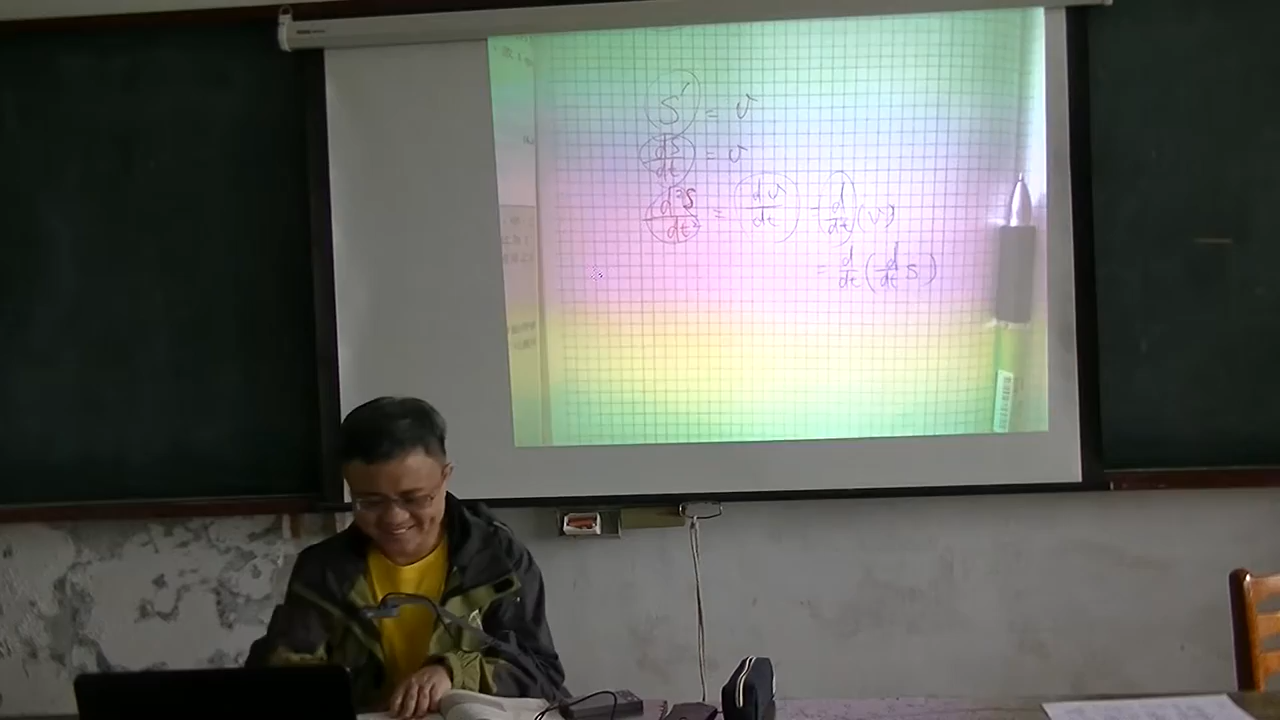 S' = v
dS/dt = v
d²S/dt² = dv/dt = d/dt (v)
= d/dt (d/dt S)